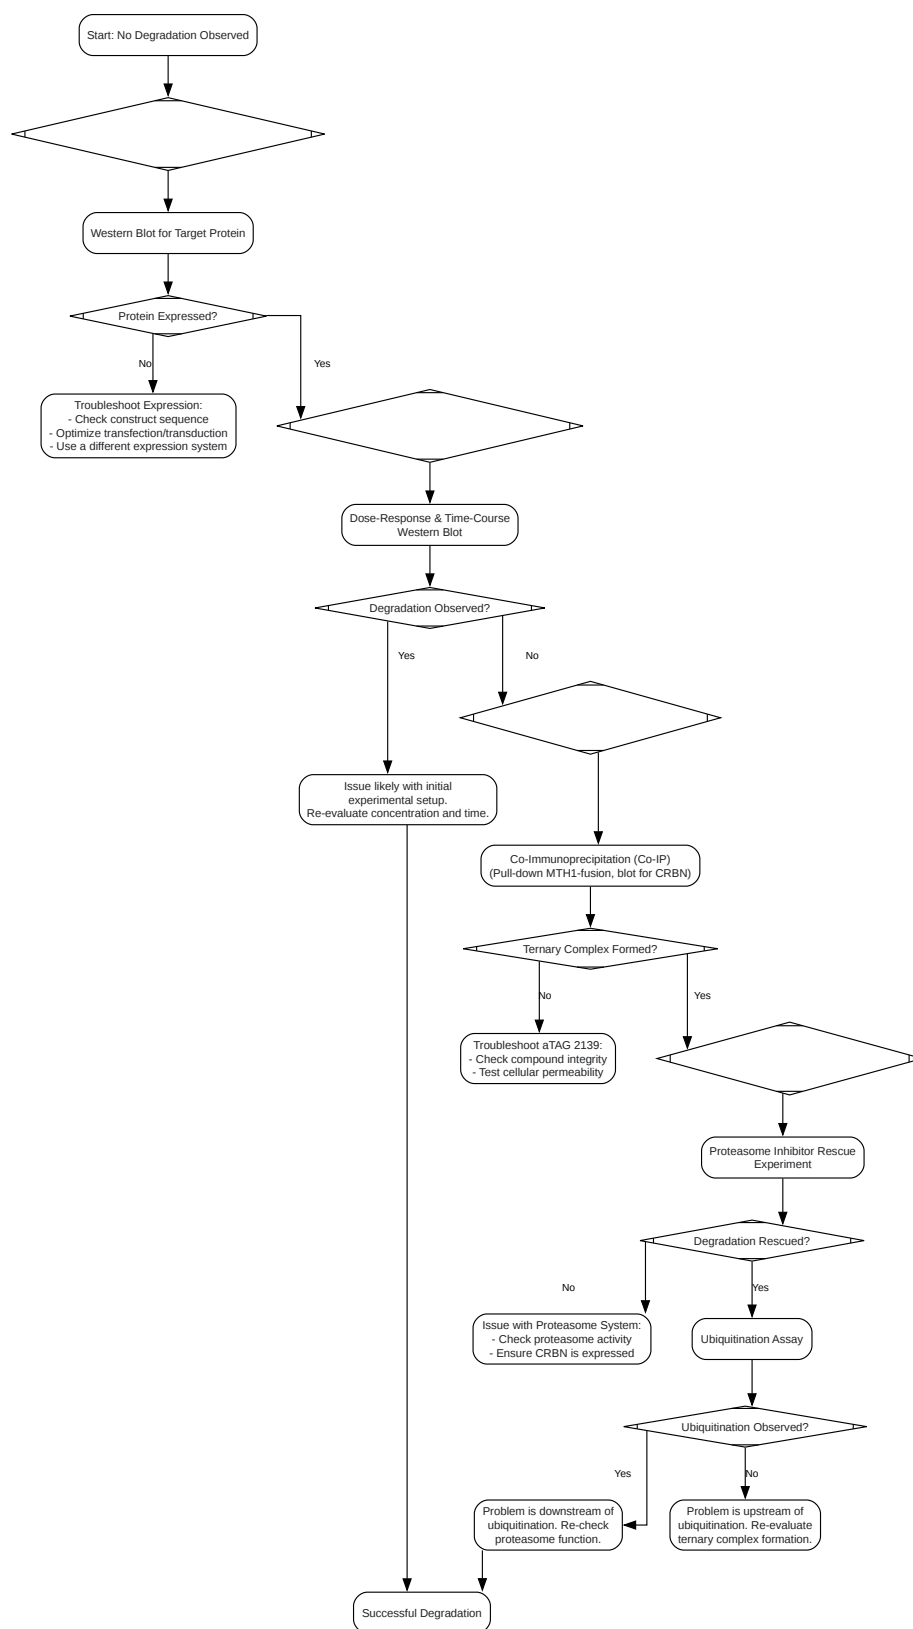 Start: No Degradation Observed
Western Blot for Target Protein
Protein Expressed?
No
Yes
Troubleshoot Expression:
- Check construct sequence
- Optimize transfection/transduction
- Use a different expression system
Dose-Response & Time-Course
Western Blot
Degradation Observed?
Yes
No
Issue likely with initial
experimental setup.
Re-evaluate concentration and time.
Co-Immunoprecipitation (Co-IP)
(Pull-down MTH1-fusion, blot for CRBN)
Ternary Complex Formed?
No
Yes
Troubleshoot aTAG 2139:
- Check compound integrity
- Test cellular permeability
Proteasome Inhibitor Rescue
Experiment
Degradation Rescued?
No
Yes
Issue with Proteasome System:
- Check proteasome activity
- Ensure CRBN is expressed
Ubiquitination Assay
Ubiquitination Observed?
Yes
No
Problem is downstream of
ubiquitination. Re-check
proteasome function.
Problem is upstream of
ubiquitination. Re-evaluate
ternary complex formation.
Successful Degradation